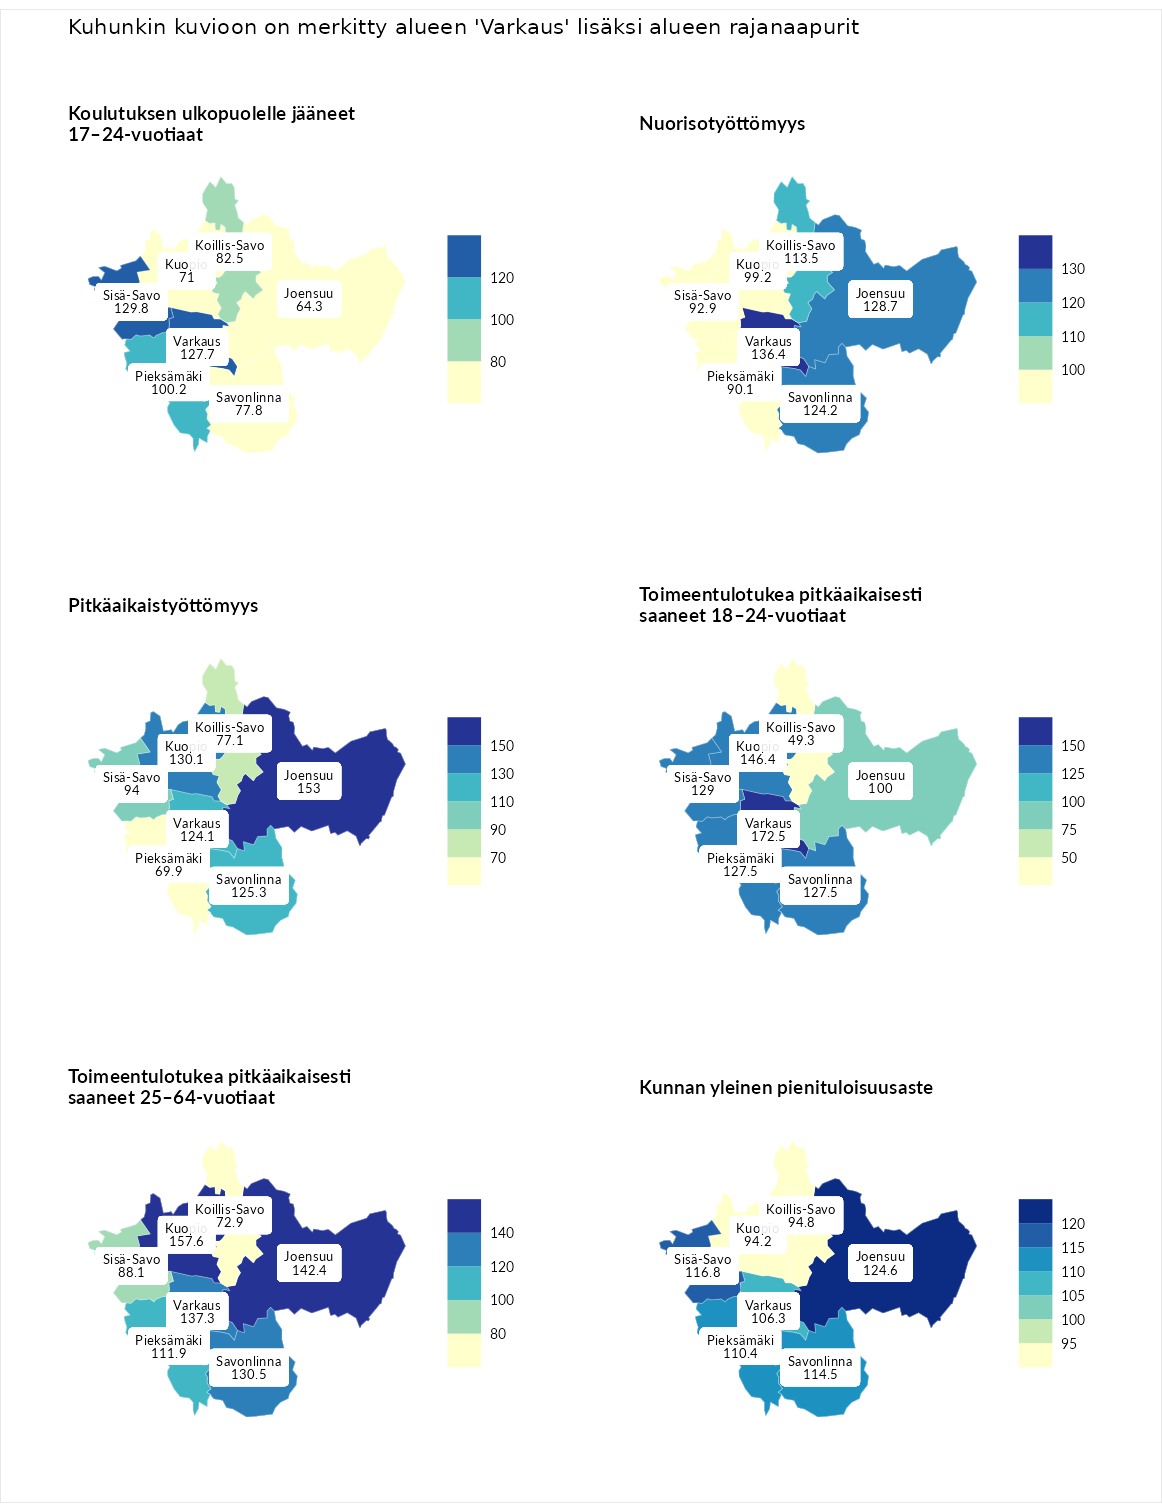 Kuhunkin kuvioon on merkitty alueen 'Varkaus' lisäksi alueen rajanaapurit
Koulutuksen ulkopuolelle jääneet
17–24-vuotiaat
Koillis-Savo
82.5
Kuopio
71
Sisä-Savo
129.8
Joensuu
64.3
Varkaus
127.7
Pieksämäki
100.2
Savonlinna
77.8
120
100
80
Nuorisotyöttömyys
Koillis-Savo
113.5
Kuopio
99.2
Sisä-Savo
92.9
Joensuu
128.7
Varkaus
136.4
Pieksämäki
90.1
Savonlinna
124.2
130
120
110
100
Pitkäaikaistyöttömyys
Koillis-Savo
77.1
Kuopio
130.1
Sisä-Savo
94
Joensuu
153
Varkaus
124.1
Pieksämäki
69.9
Savonlinna
125.3
150
130
110
90
70
Toimeentulotukea pitkäaikaisesti
saaneet 18–24-vuotiaat
Koillis-Savo
49.3
Kuopio
146.4
Sisä-Savo
129
Joensuu
100
Varkaus
172.5
Pieksämäki
127.5
Savonlinna
127.5
150
125
100
75
50
Toimeentulotukea pitkäaikaisesti
saaneet 25–64-vuotiaat
Koillis-Savo
72.9
Kuopio
157.6
Sisä-Savo
88.1
Joensuu
142.4
Varkaus
137.3
Pieksämäki
111.9
Savonlinna
130.5
140
120
100
80
Kunnan yleinen pienituloisuusaste
Koillis-Savo
94.8
Kuopio
94.2
Sisä-Savo
116.8
Joensuu
124.6
Varkaus
106.3
Pieksämäki
110.4
Savonlinna
114.5
120
115
110
105
100
95